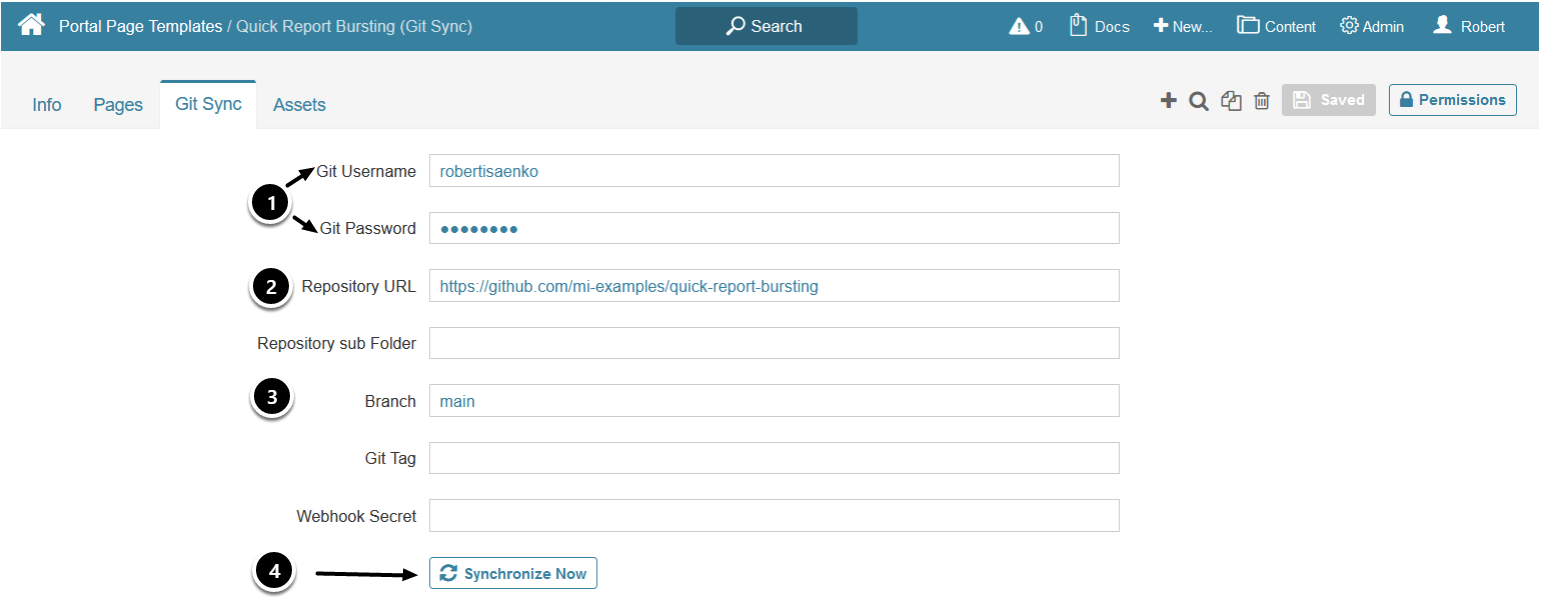 Portal Page Templates / Quick Report Bursting (Git Sync)
Search
0
Docs
New...
Content
Admin
Robert
Info
Pages
Git Sync
Assets
Saved
Permissions
1
Git Username
robertisaenko
Git Password
••••••••
2
Repository URL
https://github.com/mi-examples/quick-report-bursting
Repository sub Folder
3
Branch
main
Git Tag
Webhook Secret
4
Synchronize Now